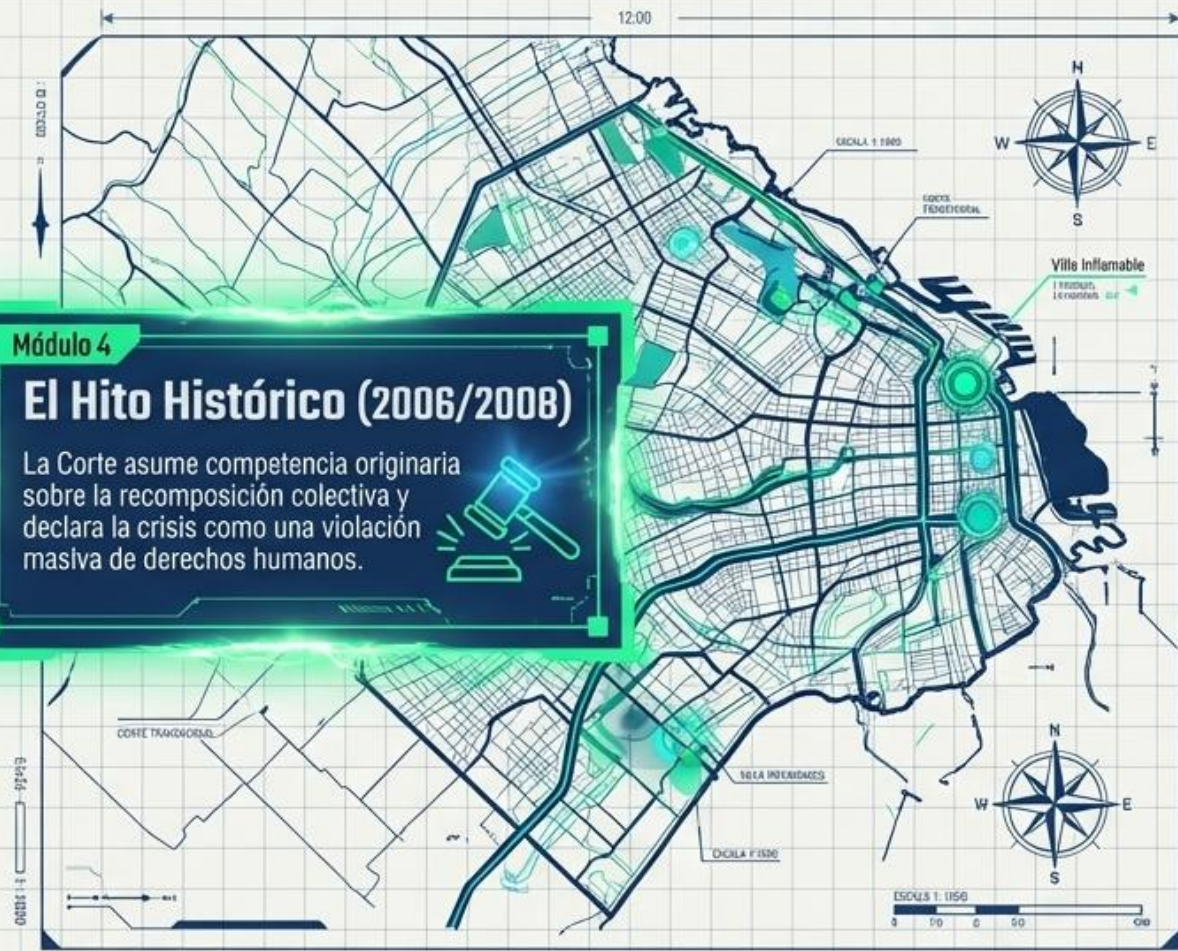 12:00
N
W E
S
Villa Inflamable
Módulo 4
El Hito Histórico (2006/2008)
La Corte asume competencia originaria
sobre la recomposición colectiva y
declara la crisis como una violación
masiva de derechos humanos.
N
W E
S